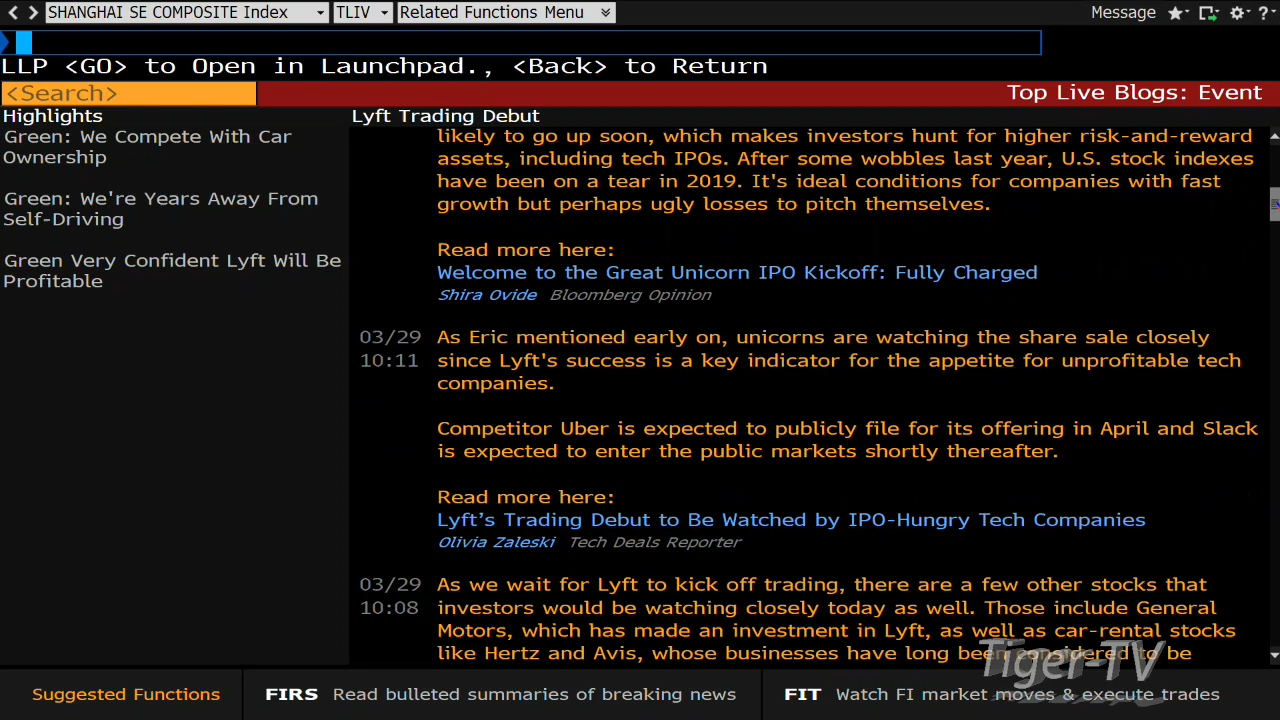 SHANGHAI SE COMPOSITE Index TLIV Related Functions Menu Message ?
LLP <GO> to Open in Launchpad., <Back> to Return
<Search> Top Live Blogs: Event
Highlights
Green: We Compete With Car
Ownership
Green: We're Years Away From
Self-Driving
Green Very Confident Lyft Will Be
Profitable
Lyft Trading Debut
likely to go up soon, which makes investors hunt for higher risk-and-reward
assets, including tech IPOs. After some wobbles last year, U.S. stock indexes
have been on a tear in 2019. It's ideal conditions for companies with fast
growth but perhaps ugly losses to pitch themselves.
Read more here:
Welcome to the Great Unicorn IPO Kickoff: Fully Charged
Shira Ovide Bloomberg Opinion
03/29 As Eric mentioned early on, unicorns are watching the share sale closely
10:11 since Lyft's success is a key indicator for the appetite for unprofitable tech
companies.
Competitor Uber is expected to publicly file for its offering in April and Slack
is expected to enter the public markets shortly thereafter.
Read more here:
Lyft’s Trading Debut to Be Watched by IPO-Hungry Tech Companies
Olivia Zaleski Tech Deals Reporter
03/29 As we wait for Lyft to kick off trading, there are a few other stocks that
10:08 investors would be watching closely today as well. Those include General
Motors, which has made an investment in Lyft, as well as car-rental stocks
like Hertz and Avis, whose businesses have long been considered to be
Tiger-TV
Suggested Functions FIRS Read bulleted summaries of breaking news FIT Watch FI market moves & execute trades